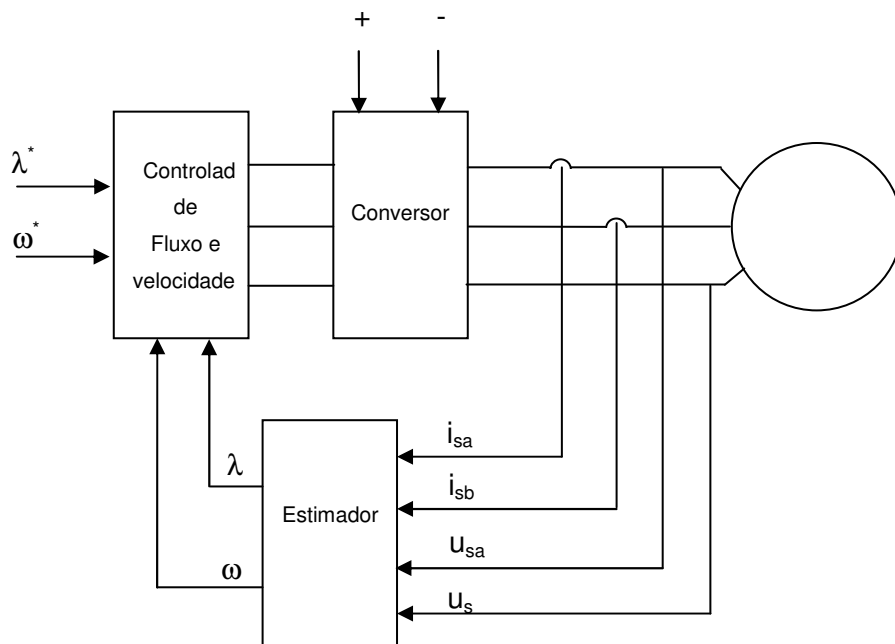 + -
λ*
ω*
Controlad
de
Fluxo e
velocidade
Conversor
isa
λ
isb
Estimador
usa
ω
us